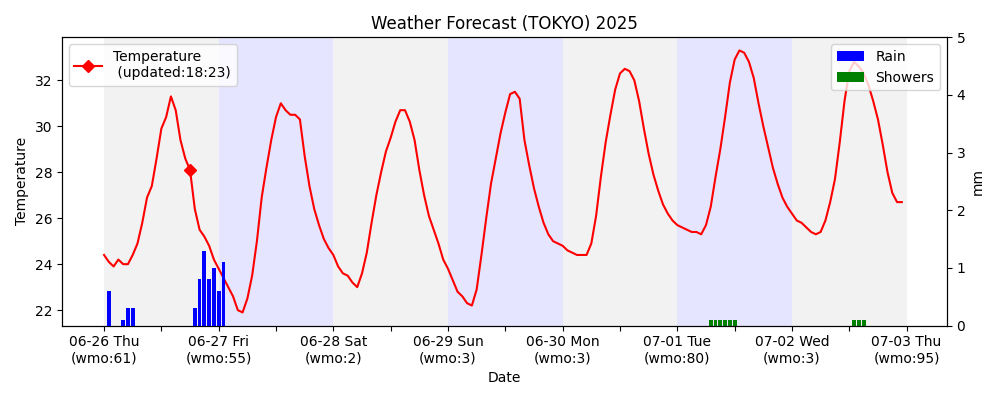 Weather Forecast (TOKYO) 2025
Temperature
(updated:18:23)
Rain
Showers
Temperature
32
30
28
26
24
22
5
4
3
2
1
0
mm
06-26 Thu
(wmo:61)
06-27 Fri
(wmo:55)
06-28 Sat
(wmo:2)
06-29 Sun
(wmo:3)
06-30 Mon
(wmo:3)
07-01 Tue
(wmo:80)
07-02 Wed
(wmo:3)
07-03 Thu
(wmo:95)
Date